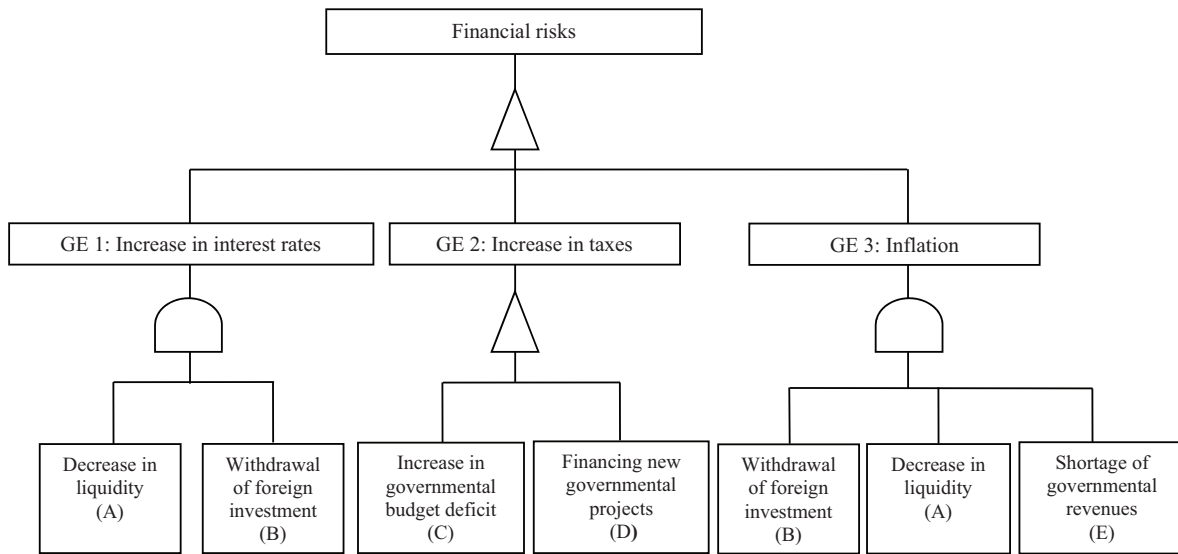 Financial risks
GE 1: Increase in interest rates
GE 2: Increase in taxes
GE 3: Inflation
Decrease in
liquidity
(A)
Withdrawal
of foreign
investment
(B)
Increase in
governmental
budget deficit
(C)
Financing new
governmental
projects
(D)
Withdrawal
of foreign
investment
(B)
Decrease in
liquidity
(A)
Shortage of
governmental
revenues
(E)